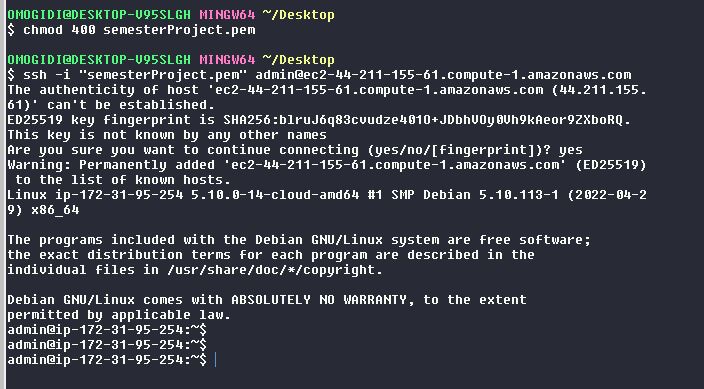 OMOGIDI@DESKTOP-V95SLGH MINGW64 ~/Desktop
$ chmod 400 semesterProject.pem
OMOGIDI@DESKTOP-V95SLGH MINGW64 ~/Desktop
$ ssh -i "semesterProject.pem" admin@ec2-44-211-155-61.compute-1.amazonaws.com
The authenticity of host 'ec2-44-211-155-61.compute-1.amazonaws.com (44.211.155.
61)' can't be established.
ED25519 key fingerprint is SHA256:blruJ6q83cvudze401O+JDbhVOy0Vh9kAeor9ZXboRQ.
This key is not known by any other names
Are you sure you want to continue connecting (yes/no/[fingerprint])? yes
Warning: Permanently added 'ec2-44-211-155-61.compute-1.amazonaws.com' (ED25519)
 to the list of known hosts.
Linux ip-172-31-95-254 5.10.0-14-cloud-amd64 #1 SMP Debian 5.10.113-1 (2022-04-2
9) x86_64
The programs included with the Debian GNU/Linux system are free software;
the exact distribution terms for each program are described in the
individual files in /usr/share/doc/*/copyright.
Debian GNU/Linux comes with ABSOLUTELY NO WARRANTY, to the extent
permitted by applicable law.
admin@ip-172-31-95-254:~$
admin@ip-172-31-95-254:~$
admin@ip-172-31-95-254:~$